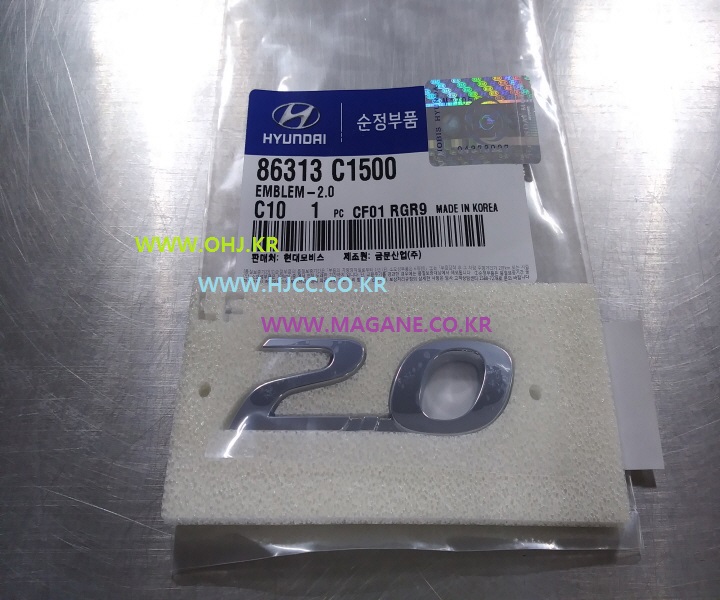 HYUNDAI
순정부품
86313 C1500
EMBLEM-2.0
C10 1 PC CF01 RGR9 MADE IN KOREA
판매처: 현대모비스 제조원: 금문산업(주)
WWW.OHJ.KR
WWW.HJCC.CO.KR
WWW.MAGANE.CO.KR
2.0